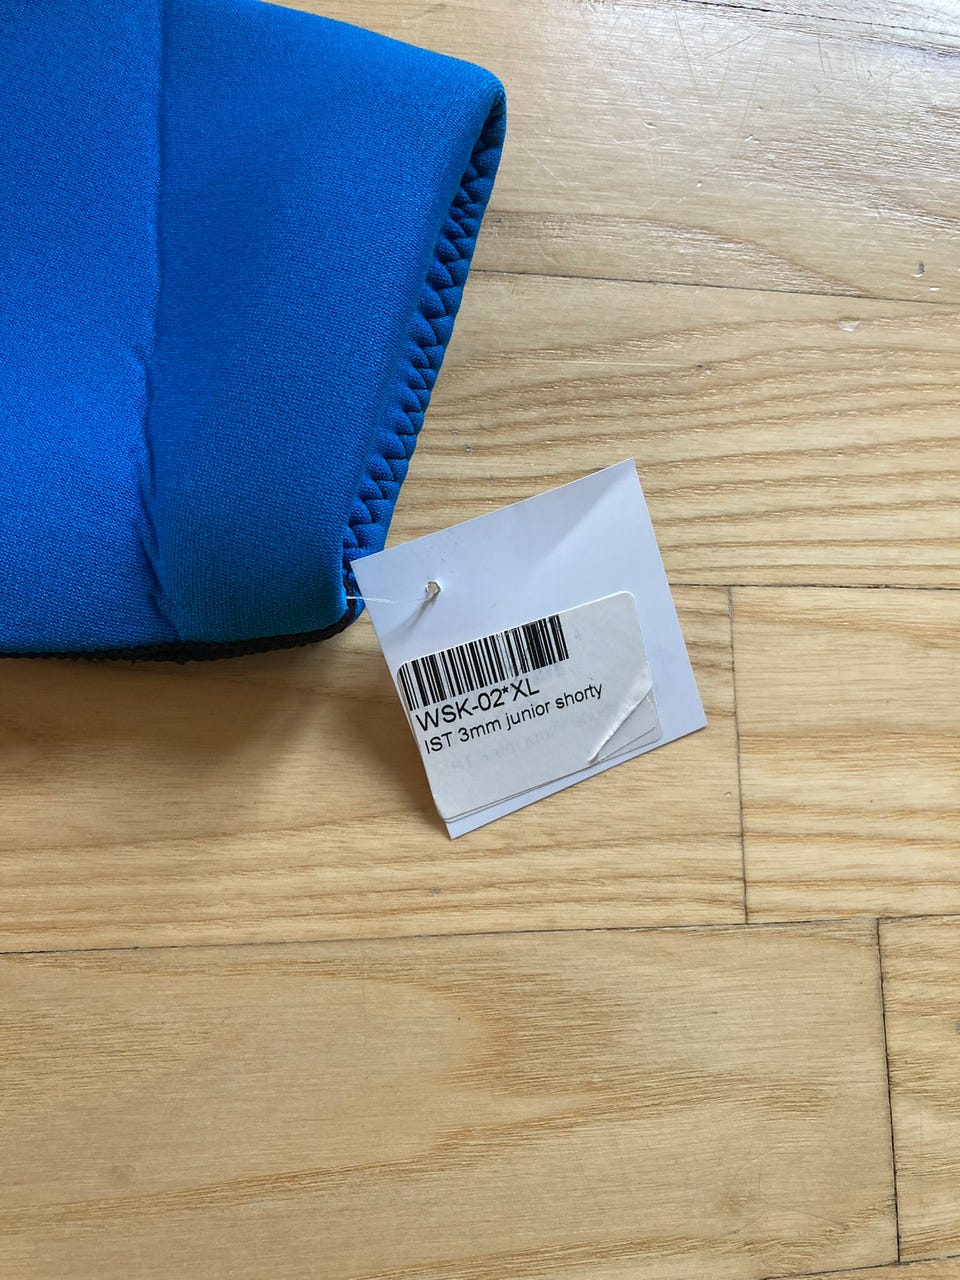 WSK-02*XL
IST 3mm junior shorty